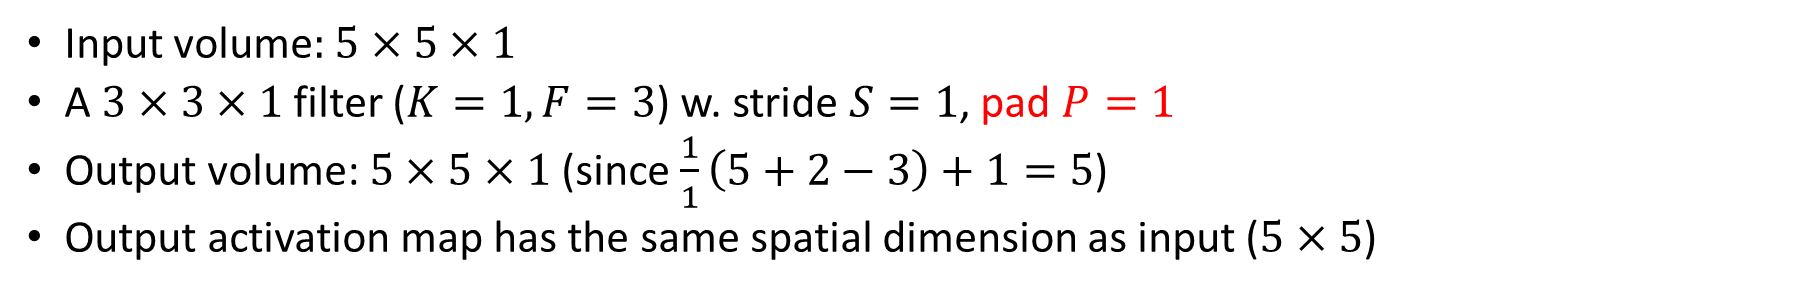 • Input volume: 5 × 5 × 1
• A 3 × 3 × 1 filter (K = 1, F = 3) w. stride S = 1, pad P = 1
• Output volume: 5 × 5 × 1 (since 1/1 (5 + 2 − 3) + 1 = 5)
• Output activation map has the same spatial dimension as input (5 × 5)